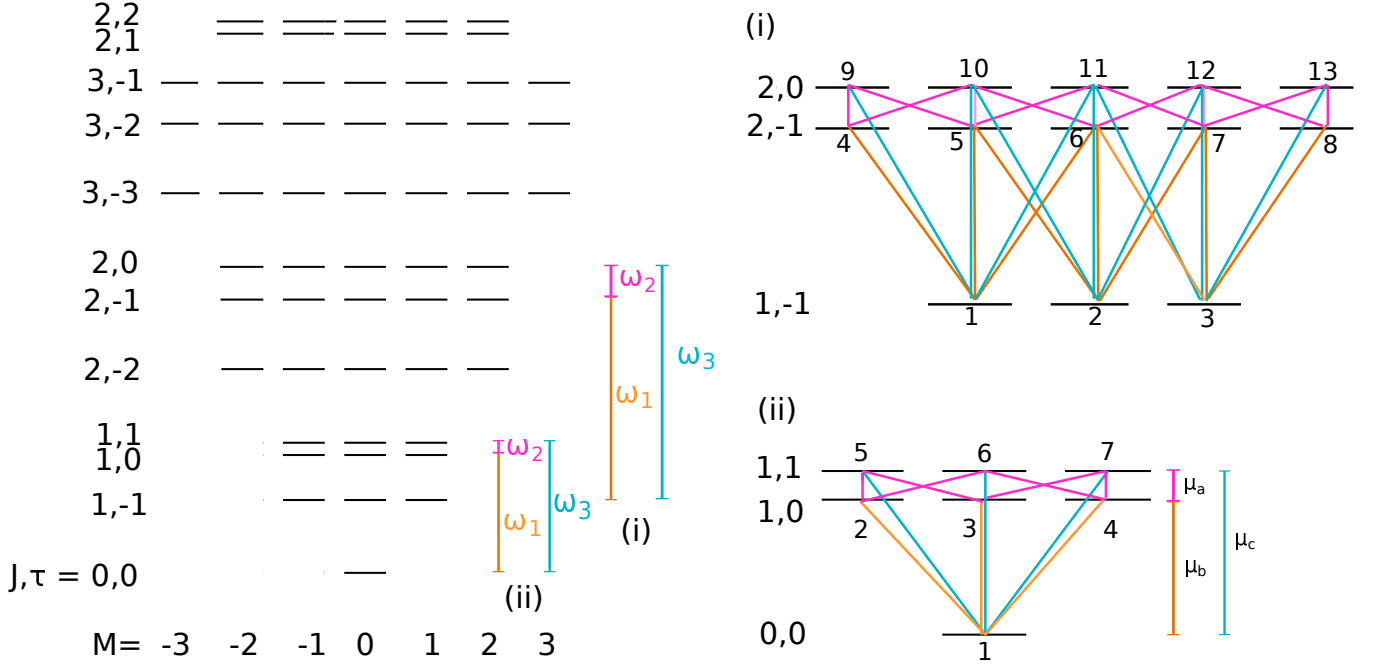 2,2
2,1
3,-1
3,-2
3,-3
2,0
2,-1
2,-2
1,1
1,0
1,-1
J,τ = 0,0
M= -3 -2 -1 0 1 2 3
ω2
ω1
ω3
(i)
ω2
ω1
ω3
(ii)
(i)
9 10 11 12 13
2,0
2,-1
4 5 6 7 8
1,-1
1 2 3
(ii)
5 6 7
1,1
1,0
2 3 4
0,0
1
μa
μb
μc